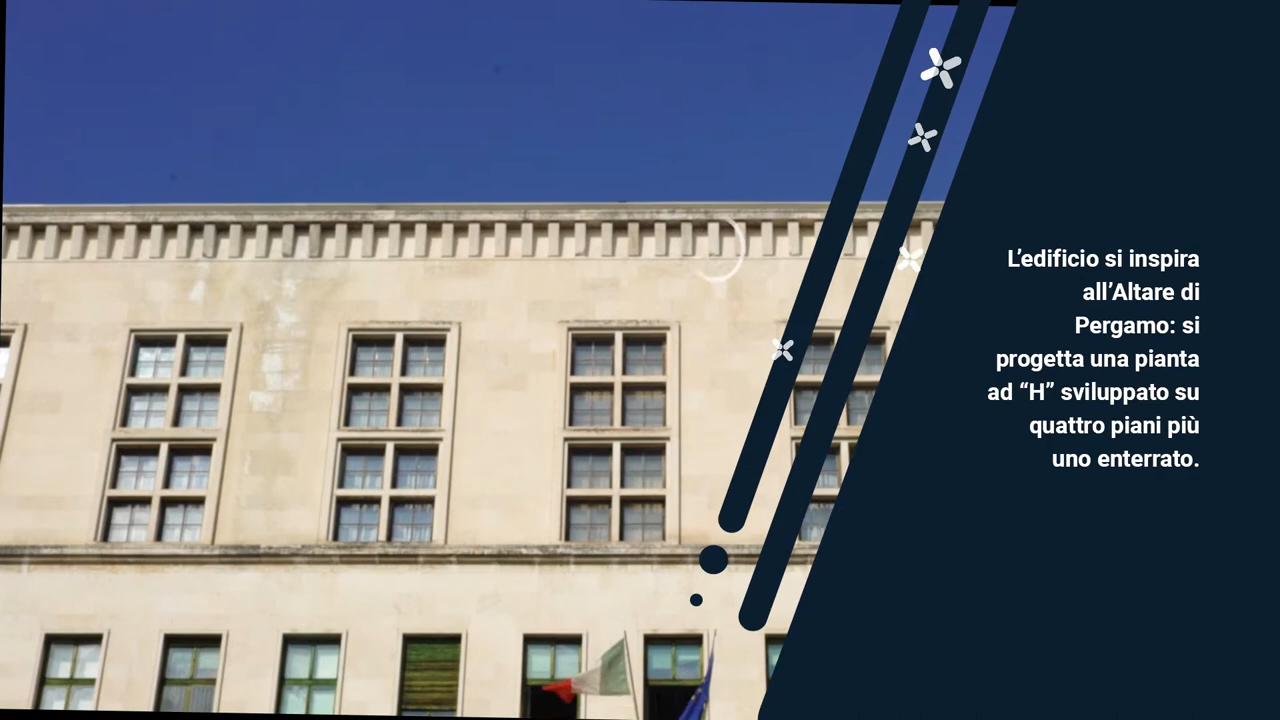 L’edificio si inspira
all’Altare di
Pergamo: si
progetta una pianta
ad “H” sviluppato su
quattro piani più
uno enterrato.